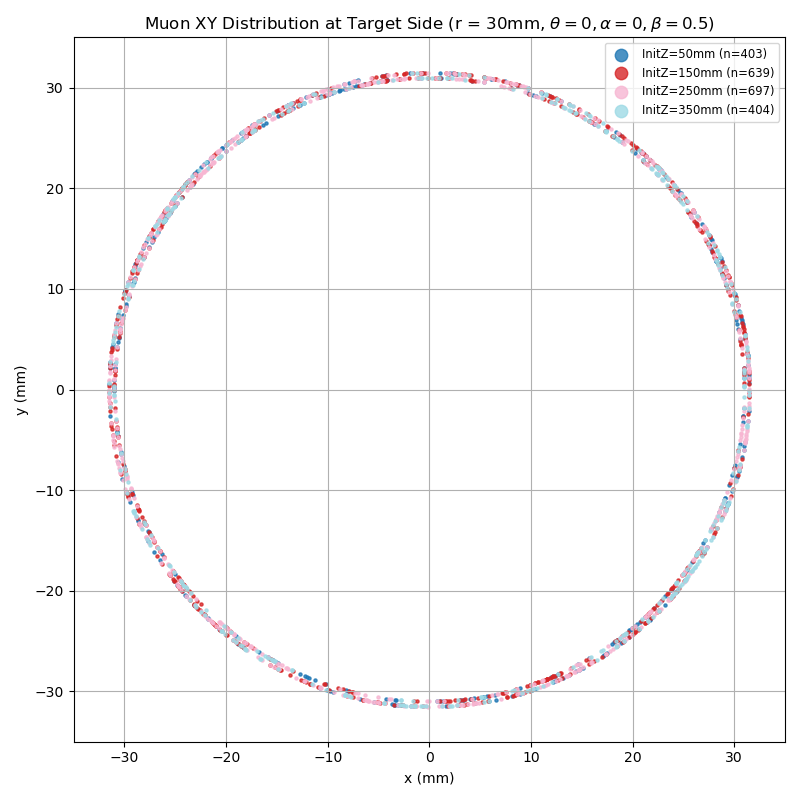 Muon XY Distribution at Target Side (r = 30mm, θ = 0, α = 0, β = 0.5)
InitZ=50mm (n=403)
InitZ=150mm (n=639)
InitZ=250mm (n=697)
InitZ=350mm (n=404)
30
20
10
0
−10
−20
−30
y (mm)
−30 −20 −10 0 10 20 30
x (mm)